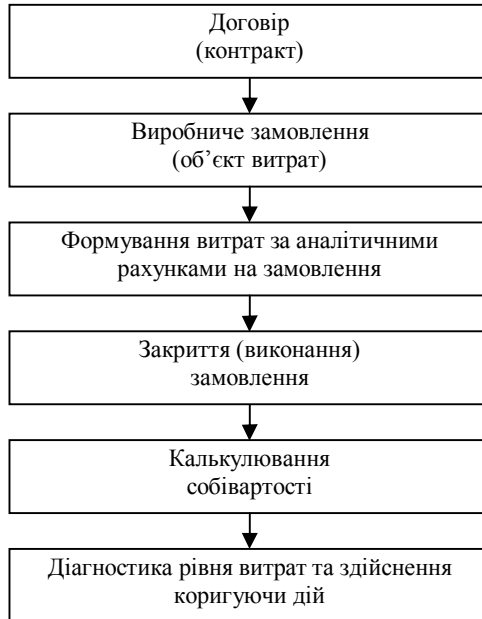 Договір
(контракт)
Виробниче замовлення
(об’єкт витрат)
Формування витрат за аналітичними
рахунками на замовлення
Закриття (виконання)
замовлення
Калькулювання
собівартості
Діагностика рівня витрат та здійснення
коригуючи дій